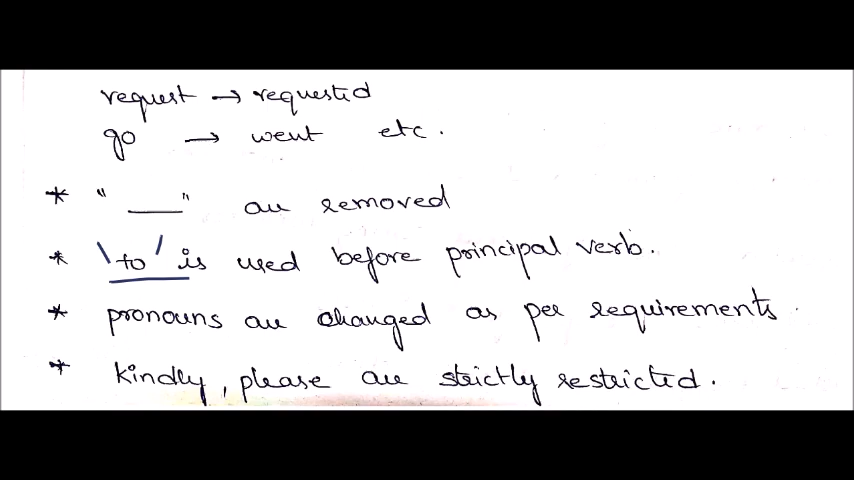 request → requested
go → went etc.
* " ___ " are removed
* 'to' is used before principal verb.
* pronouns are changed as per requirements.
* kindly, please are strictly restricted.